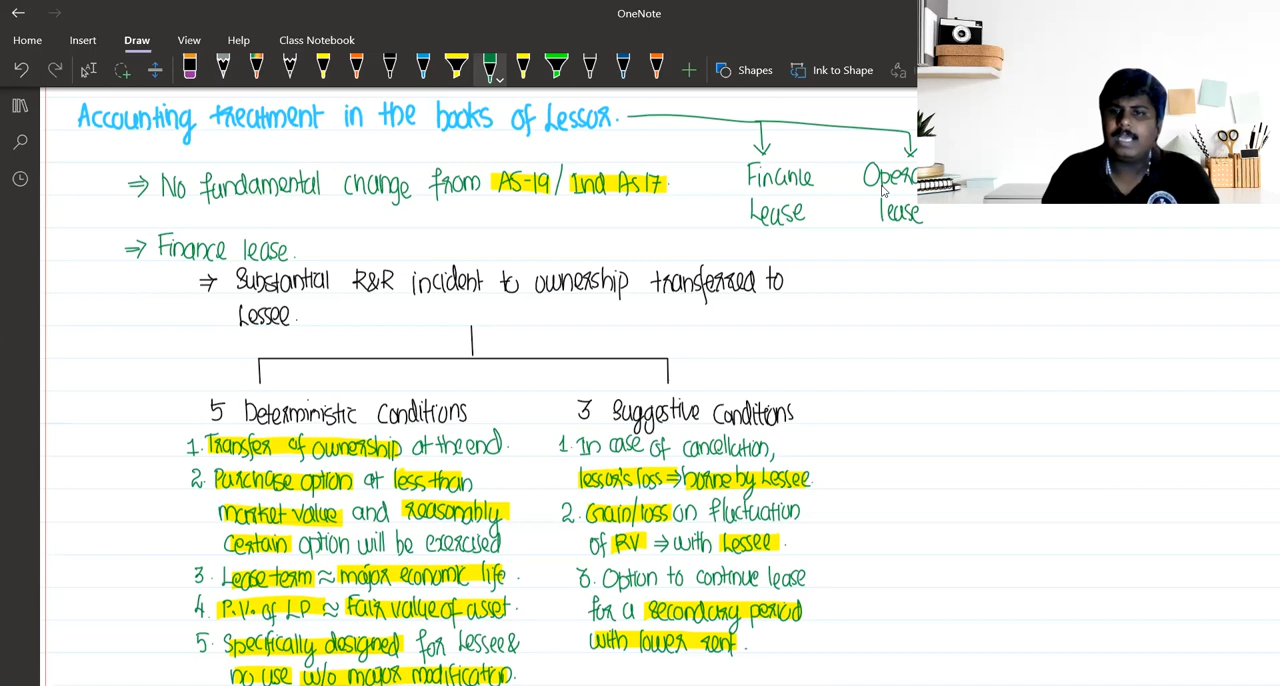 OneNote
Home Insert Draw View Help Class Notebook
Shapes Ink to Shape
Accounting treatment in the books of Lessor.
⇒ No fundamental change from AS-19/ Ind As 17.
Finance
Lease
Opera
lease
⇒ Finance lease.
⇒ Substantial R&R incident to ownership transferred to
Lessee.
5 Deterministic Conditions
1. Transfer of ownership at the end.
2. Purchase option at less than
market value and reasonably
certain option will be exercised
3. Lease term ≈ major economic life.
4. P.V. of LP ≈ Fair value of asset.
5. Specifically designed for Lessee &
no use w/o major modification.
3 Suggestive Conditions
1. In case of cancellation,
lessor's loss ⇒ borne by Lessee.
2. Gain/loss on fluctuation
of RV ⇒ with Lessee.
3. Option to continue lease
for a secondary period
with lower rent.